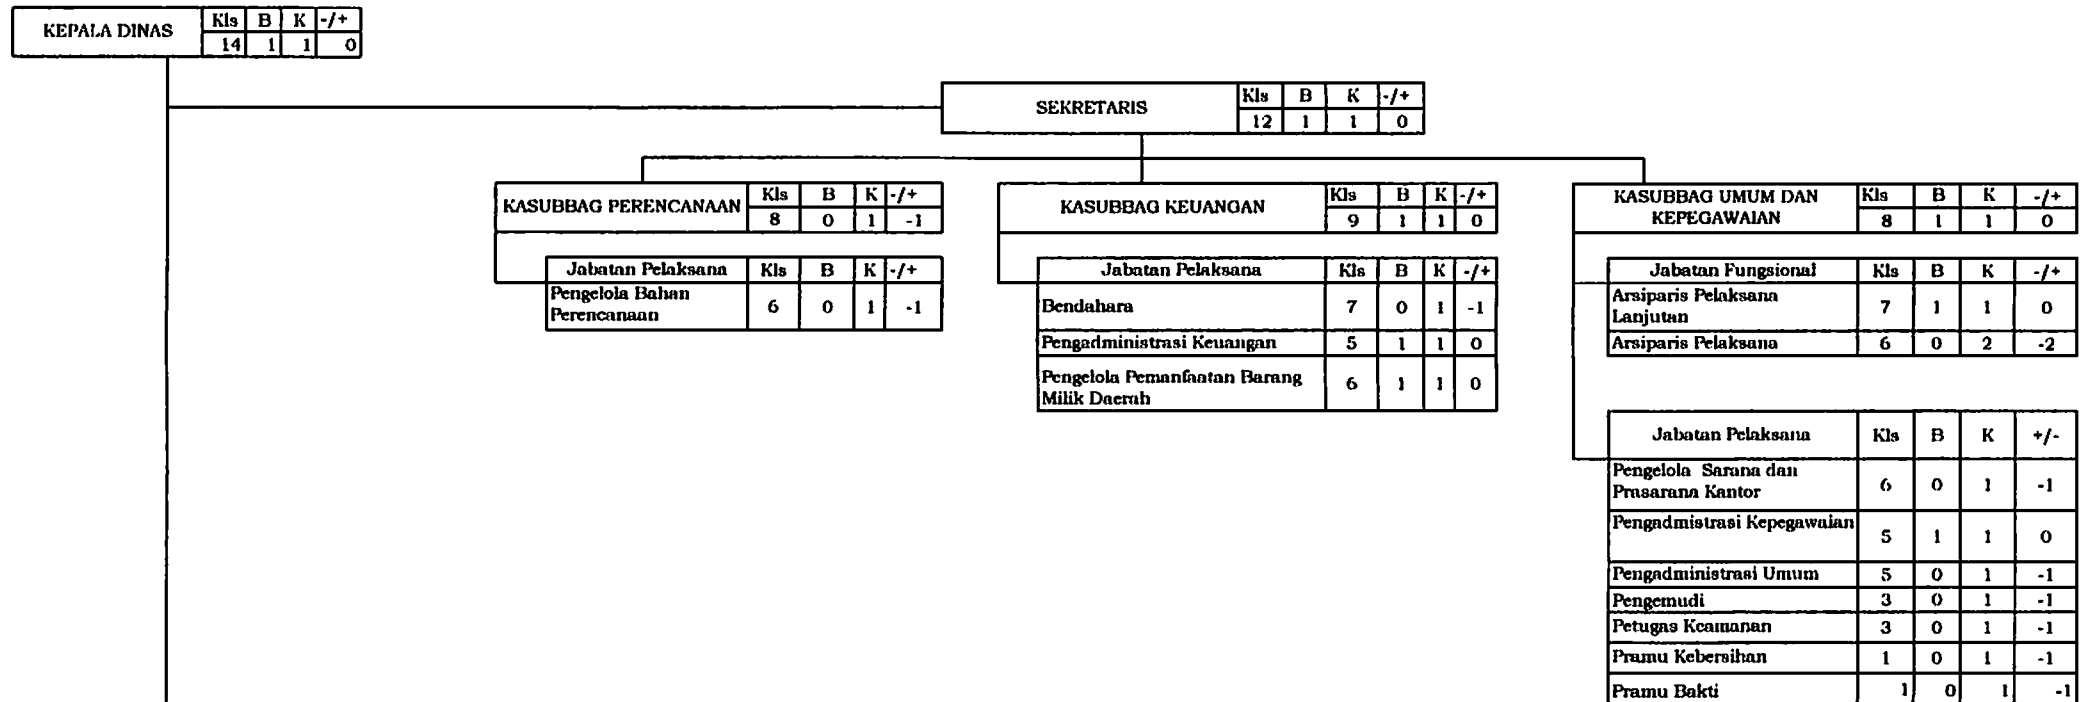 KEPALA DINAS Kls B K -/+
14 1 1 0
SEKRETARIS Kls B K -/+
12 1 1 0
KASUBBAG PERENCANAAN Kls B K -/+
8 0 1 -1
Jabatan Pelaksana Kls B K -/+
Pengelola Bahan
Perencanaan 6 0 1 -1
KASUBBAG KEUANGAN Kls B K -/+
9 1 1 0
Jabatan Pelaksana Kls B K -/+
Bendahara 7 0 1 -1
Pengadministrasi Keuangan 5 1 1 0
Pengelola Pemanfaatan Barang
Milik Daerah 6 1 1 0
KASUBBAG UMUM DAN
KEPEGAWAIAN Kls B K -/+
8 1 1 0
Jabatan Fungsional Kls B K -/+
Arsiparis Pelaksana
Lanjutan 7 1 1 0
Arsiparis Pelaksana 6 0 2 -2
Jabatan Pelaksana Kls B K +/-
Pengelola Sarana dan
Prasarana Kantor 6 0 1 -1
Pengadmistrasi Kepegawaian 5 1 1 0
Pengadministrasi Umum 5 0 1 -1
Pengemudi 3 0 1 -1
Petugas Keamanan 3 0 1 -1
Pramu Kebersihan 1 0 1 -1
Pramu Bakti 1 0 1 -1